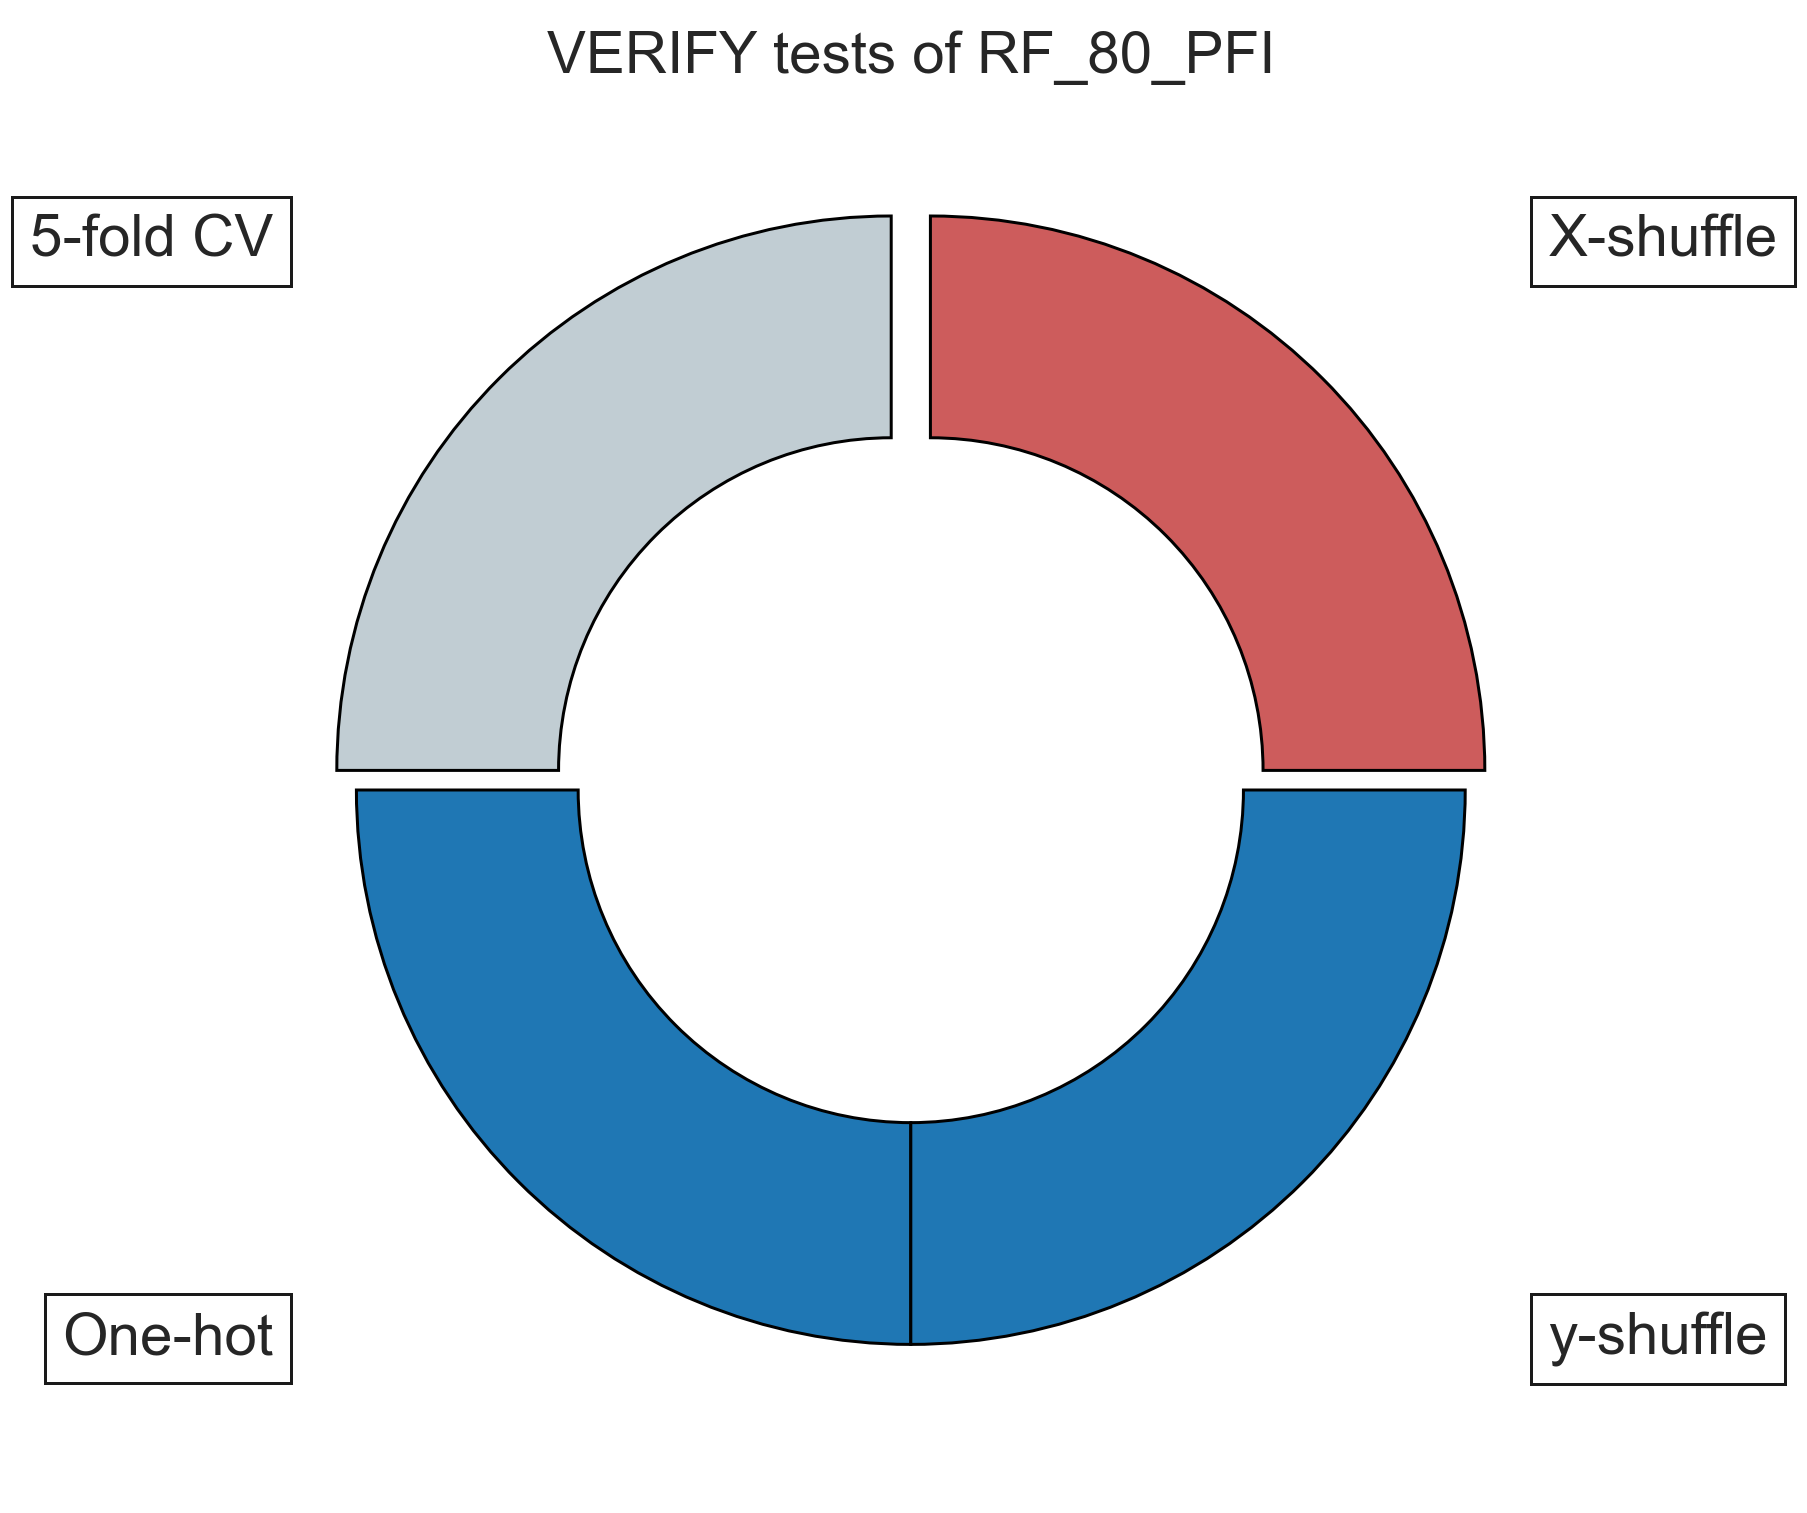 VERIFY tests of RF_80_PFI
5-fold CV
X-shuffle
One-hot
y-shuffle